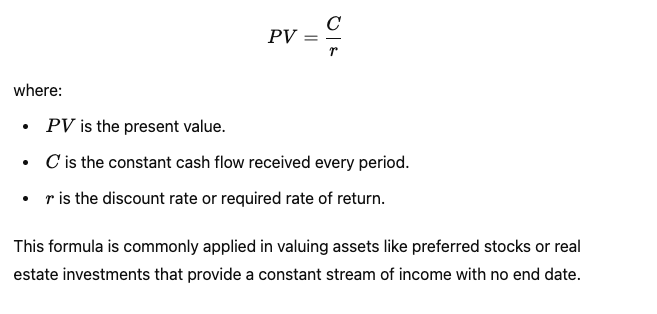 PV = C/r
where:
• PV is the present value.
• C is the constant cash flow received every period.
• r is the discount rate or required rate of return.
This formula is commonly applied in valuing assets like preferred stocks or real
estate investments that provide a constant stream of income with no end date.